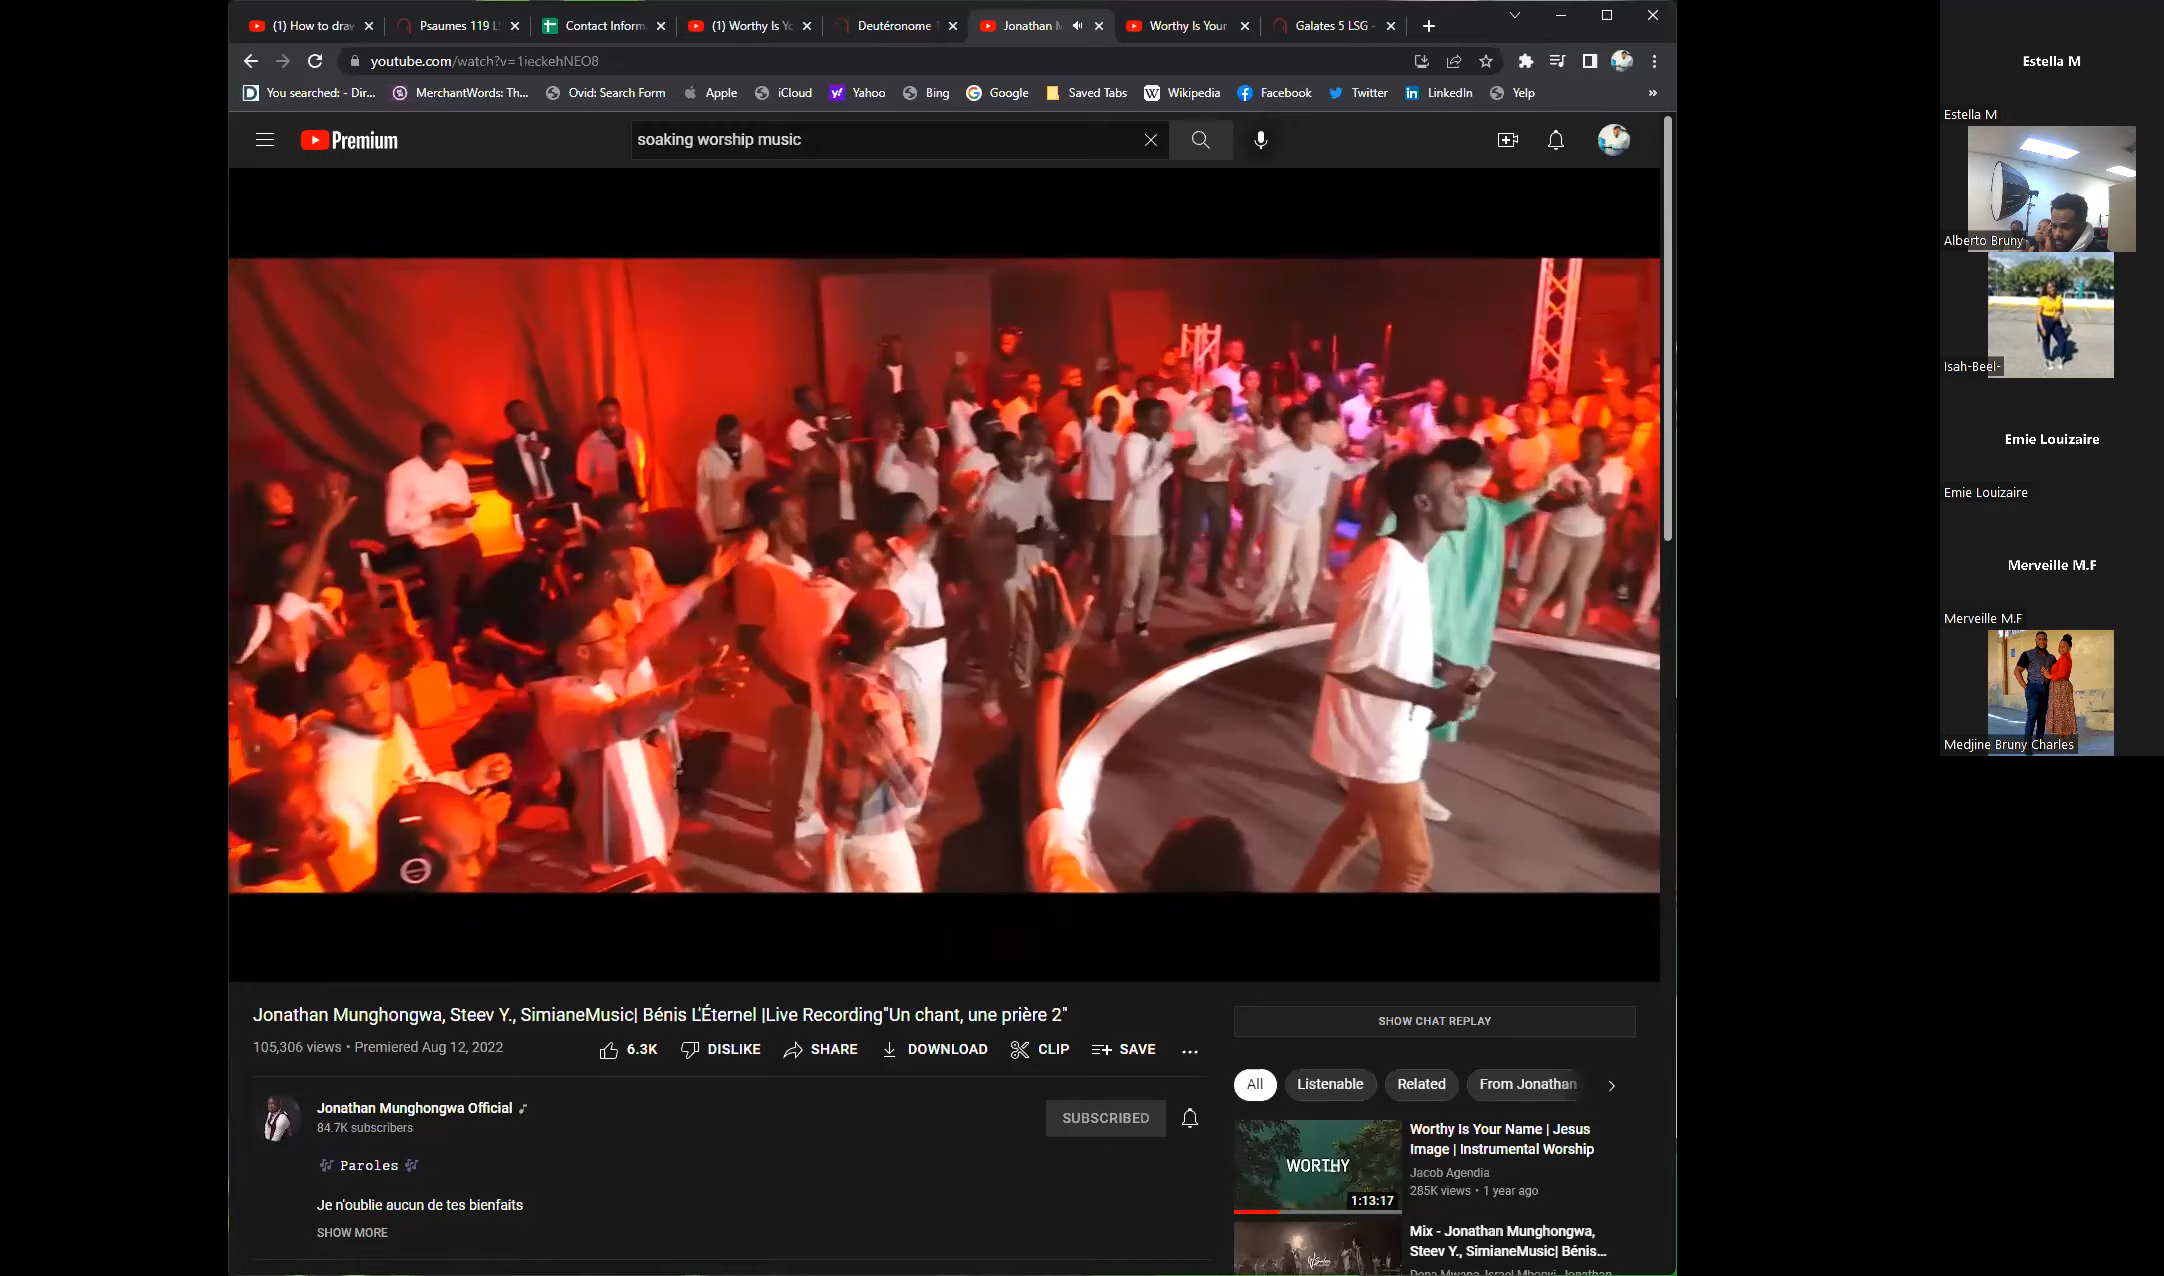 (1) How to draw
Psaumes 119 L
Contact Inform
(1) Worthy Is Yo
Deutéronome
Jonathan M
Worthy Is Your
Galates 5 LSG -
youtube.com/watch?v=1ieckehNEO8
You searched: - Dir...
MerchantWords: Th...
Ovid: Search Form
Apple
iCloud
Yahoo
Bing
Google
Saved Tabs
Wikipedia
Facebook
Twitter
LinkedIn
Yelp
»
Premium
soaking worship music
Jonathan Munghongwa, Steev Y., SimianeMusic| Bénis L'Éternel |Live Recording"Un chant, une prière 2"
105,306 views • Premiered Aug 12, 2022
6.3K
DISLIKE
SHARE
DOWNLOAD
CLIP
SAVE
Jonathan Munghongwa Official
84.7K subscribers
SUBSCRIBED
Paroles
Je n'oublie aucun de tes bienfaits
SHOW MORE
SHOW CHAT REPLAY
All
Listenable
Related
From Jonathan
WORTHY
1:13:17
Worthy Is Your Name | Jesus
Image | Instrumental Worship
Jacob Agendia
285K views • 1 year ago
Mix - Jonathan Munghongwa,
Steev Y., SimianeMusic| Bénis...
Estella M
Estella M
Alberto Bruny
Isah-Beel-
Emie Louizaire
Emie Louizaire
Merveille M.F
Merveille M.F
Medjine Bruny Charles